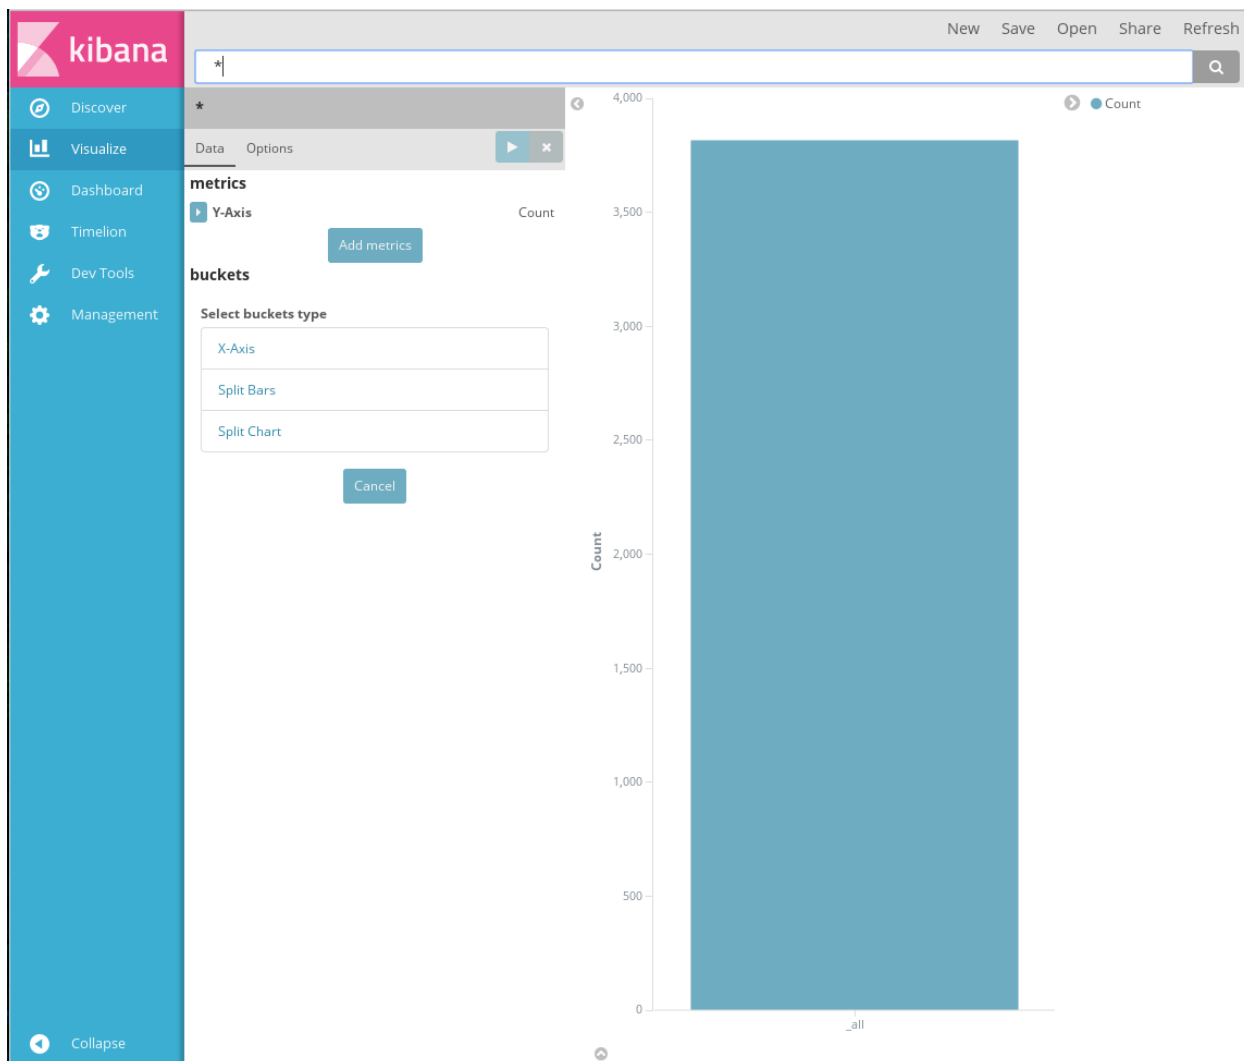 kibana
New Save Open Share Refresh
*
Discover
Visualize
Dashboard
Timelion
Dev Tools
Management
Collapse
*
Data Options
metrics
Y-Axis Count
Add metrics
buckets
Select buckets type
X-Axis
Split Bars
Split Chart
Cancel
Count
4,000
3,500
3,000
2,500
2,000
1,500
1,000
500
0
_all
Count